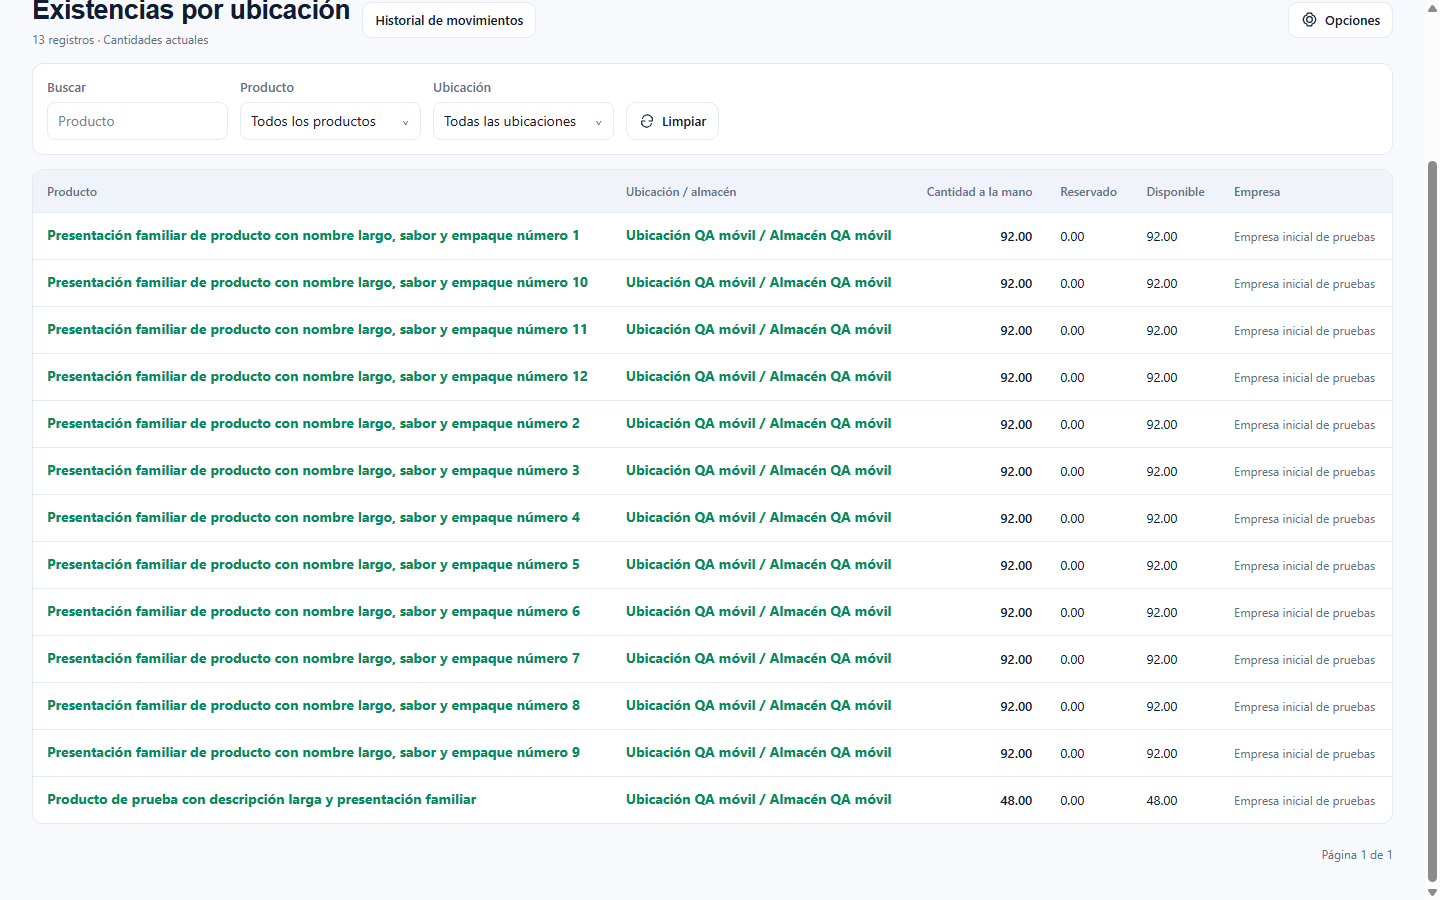 Existencias por ubicación
Historial de movimientos
Opciones
13 registros · Cantidades actuales
Buscar
Producto
Ubicación
Producto
Todos los productos
Todas las ubicaciones
Limpiar
Producto Ubicación / almacén Cantidad a la mano Reservado Disponible Empresa
Presentación familiar de producto con nombre largo, sabor y empaque número 1 Ubicación QA móvil / Almacén QA móvil 92.00 0.00 92.00 Empresa inicial de pruebas
Presentación familiar de producto con nombre largo, sabor y empaque número 10 Ubicación QA móvil / Almacén QA móvil 92.00 0.00 92.00 Empresa inicial de pruebas
Presentación familiar de producto con nombre largo, sabor y empaque número 11 Ubicación QA móvil / Almacén QA móvil 92.00 0.00 92.00 Empresa inicial de pruebas
Presentación familiar de producto con nombre largo, sabor y empaque número 12 Ubicación QA móvil / Almacén QA móvil 92.00 0.00 92.00 Empresa inicial de pruebas
Presentación familiar de producto con nombre largo, sabor y empaque número 2 Ubicación QA móvil / Almacén QA móvil 92.00 0.00 92.00 Empresa inicial de pruebas
Presentación familiar de producto con nombre largo, sabor y empaque número 3 Ubicación QA móvil / Almacén QA móvil 92.00 0.00 92.00 Empresa inicial de pruebas
Presentación familiar de producto con nombre largo, sabor y empaque número 4 Ubicación QA móvil / Almacén QA móvil 92.00 0.00 92.00 Empresa inicial de pruebas
Presentación familiar de producto con nombre largo, sabor y empaque número 5 Ubicación QA móvil / Almacén QA móvil 92.00 0.00 92.00 Empresa inicial de pruebas
Presentación familiar de producto con nombre largo, sabor y empaque número 6 Ubicación QA móvil / Almacén QA móvil 92.00 0.00 92.00 Empresa inicial de pruebas
Presentación familiar de producto con nombre largo, sabor y empaque número 7 Ubicación QA móvil / Almacén QA móvil 92.00 0.00 92.00 Empresa inicial de pruebas
Presentación familiar de producto con nombre largo, sabor y empaque número 8 Ubicación QA móvil / Almacén QA móvil 92.00 0.00 92.00 Empresa inicial de pruebas
Presentación familiar de producto con nombre largo, sabor y empaque número 9 Ubicación QA móvil / Almacén QA móvil 92.00 0.00 92.00 Empresa inicial de pruebas
Producto de prueba con descripción larga y presentación familiar Ubicación QA móvil / Almacén QA móvil 48.00 0.00 48.00 Empresa inicial de pruebas
Página 1 de 1